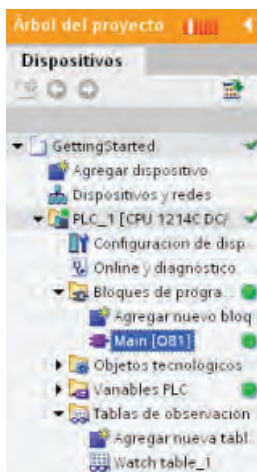 Árbol del proyecto
Dispositivos
GettingStarted
Agregar dispositivo
Dispositivos y redes
PLC_1 [CPU 1214C DC/
Configuracion de disp.
Online y diagnóstico
Bloques de progra...
Agregar nuevo bloq
Main [OB1]
Objetos tecnológicos
Variables PLC
Tablas de observación
Agregar nueva tabl..
Watch table_1